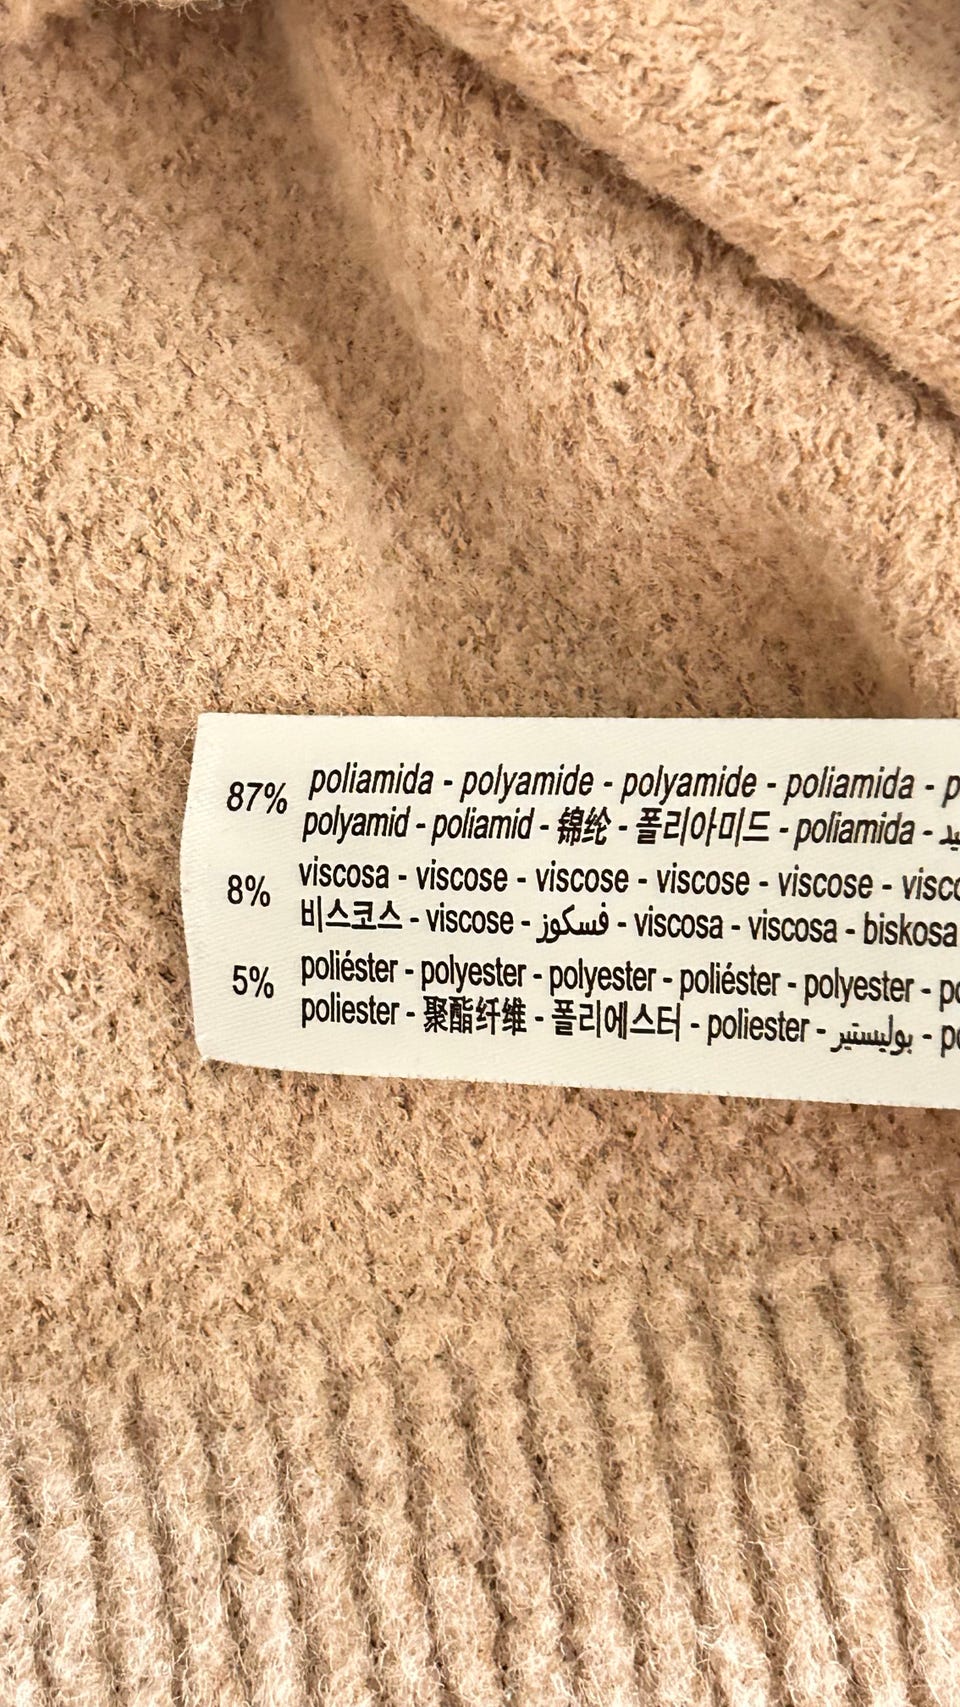 87% poliamida - polyamide - polyamide - poliamida -
polyamid - poliamid - 锦纶 - 폴리아미드 - poliamida -
8% viscosa - viscose - viscose - viscose - viscose -
비스코스 - viscose - فسكوز - viscosa - viscosa - biskosa
5% poliéster - polyester - polyester - poliéster - polyester -
poliester - 聚酯纤维 - 폴리에스터 - poliester - بوليستير -